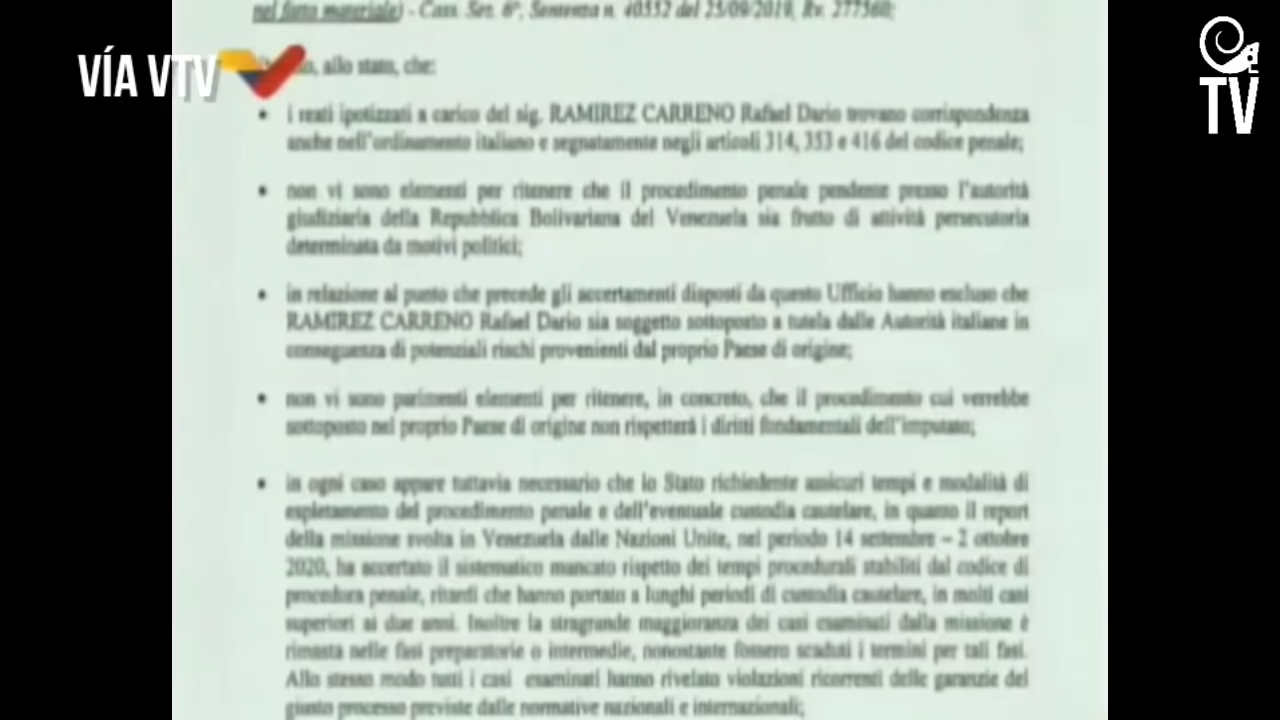 nel fatto materiale) - Cass. Sez. 6ª, Sentenza n. 40552 del 25/09/2019, Rv. 277560;
VÍA VTV
TV
allo stato, che:
• i reati ipotizzati a carico del sig. RAMIREZ CARRENO Rafael Dario trovano corrispondenza
anche nell'ordinamento italiano e segnatamente negli articoli 314, 353 e 416 del codice penale;
• non vi sono elementi per ritenere che il procedimento penale pendente presso l'autorità
giudiziaria della Repubblica Bolivariana del Venezuela sia frutto di attività persecutoria
determinata da motivi politici;
• in relazione al punto che precede gli accertamenti disposti da questo Ufficio hanno escluso che
RAMIREZ CARRENO Rafael Dario sia soggetto sottoposto a tutela dalle Autorità italiane in
conseguenza di potenziali rischi provenienti dal proprio Paese di origine;
• non vi sono parimenti elementi per ritenere, in concreto, che il procedimento cui verrebbe
sottoposto nel proprio Paese di origine non rispetterà i diritti fondamentali dell'imputato;
• in ogni caso appare tuttavia necessario che lo Stato richiedente assicuri tempi e modalità di
espletamento del procedimento penale e dell'eventuale custodia cautelare, in quanto il report
della missione svolta in Venezuela dalle Nazioni Unite, nel periodo 14 settembre – 2 ottobre
2020, ha accertato il sistematico mancato rispetto dei tempi procedurali stabiliti dal codice di
procedura penale, ritardi che hanno portato a lunghi periodi di custodia cautelare, in molti casi
superiori ai due anni. Inoltre la stragrande maggioranza dei casi esaminati dalla missione è
rimasta nelle fasi preparatorie o intermedie, nonostante fossero scaduti i termini per tali fasi.
Allo stesso modo tutti i casi esaminati hanno rivelato violazioni ricorrenti delle garanzie del
giusto processo previste dalle normative nazionali e internazionali;